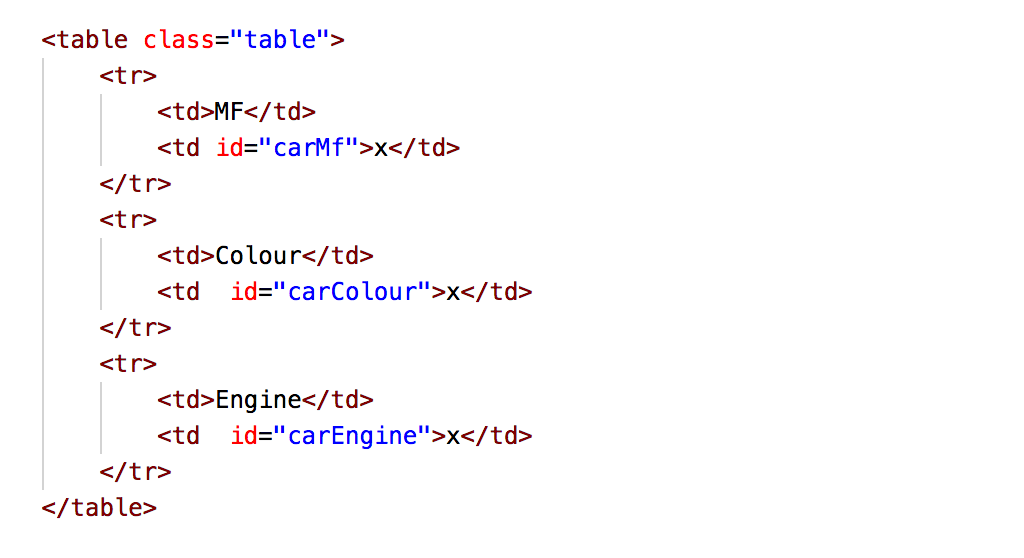 <table class="table">
    <tr>
        <td>MF</td>
        <td id="carMf">x</td>
    </tr>
    <tr>
        <td>Colour</td>
        <td  id="carColour">x</td>
    </tr>
    <tr>
        <td>Engine</td>
        <td  id="carEngine">x</td>
    </tr>
</table>